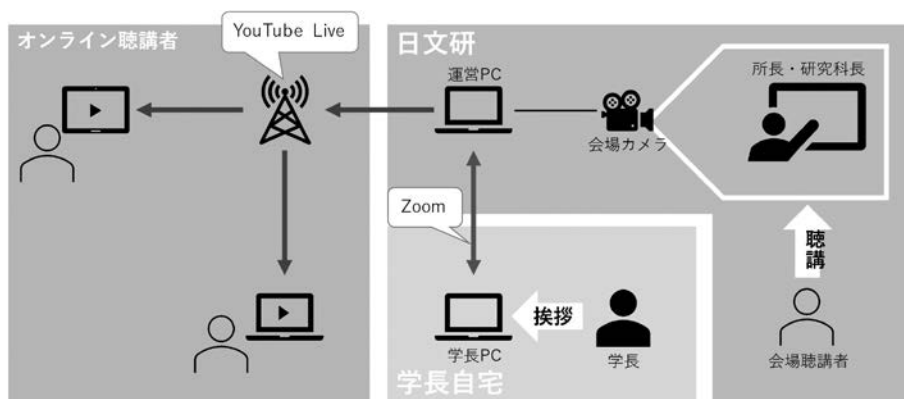 オンライン聴講者
YouTube Live
日文研
運営PC
会場カメラ
所長・研究科長
Zoom
聴講
挨拶
学長PC
学長
会場聴講者
学長自宅